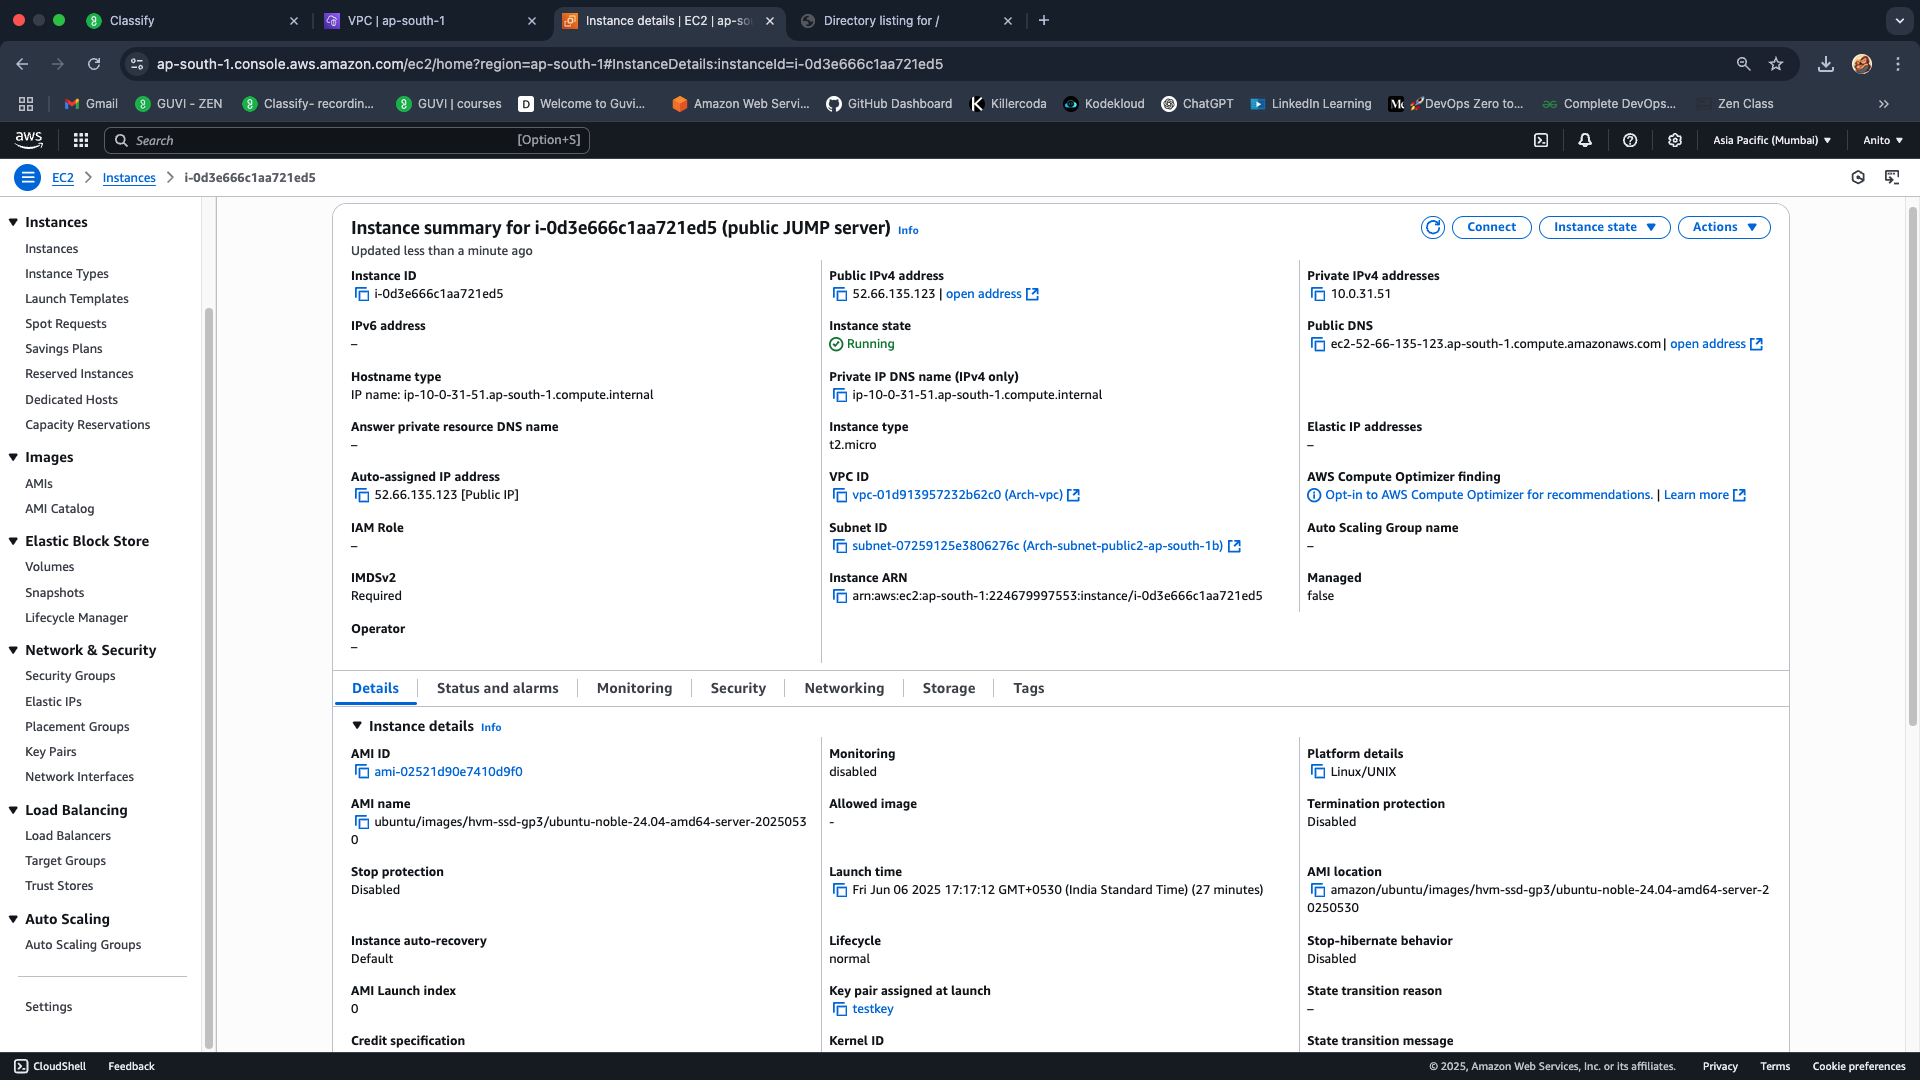 Classify
VPC | ap-south-1
Instance details | EC2 | ap-so
Directory listing for /
ap-south-1.console.aws.amazon.com/ec2/home?region=ap-south-1#InstanceDetails:instanceId=i-0d3e666c1aa721ed5
Gmail
GUVI - ZEN
Classify- recordin...
GUVI | courses
Welcome to Guvi...
Amazon Web Servi...
GitHub Dashboard
Killercoda
Kodekloud
ChatGPT
LinkedIn Learning
🚀DevOps Zero to...
Complete DevOps...
Zen Class
aws
Search
[Option+S]
Asia Pacific (Mumbai)
Anito
EC2
Instances
i-0d3e666c1aa721ed5
Instances
Instances
Instance Types
Launch Templates
Spot Requests
Savings Plans
Reserved Instances
Dedicated Hosts
Capacity Reservations
Images
AMIs
AMI Catalog
Elastic Block Store
Volumes
Snapshots
Lifecycle Manager
Network & Security
Security Groups
Elastic IPs
Placement Groups
Key Pairs
Network Interfaces
Load Balancing
Load Balancers
Target Groups
Trust Stores
Auto Scaling
Auto Scaling Groups
Settings
Instance summary for i-0d3e666c1aa721ed5 (public JUMP server) Info
Updated less than a minute ago
Connect
Instance state
Actions
Instance ID
i-0d3e666c1aa721ed5
Public IPv4 address
52.66.135.123 | open address
Private IPv4 addresses
10.0.31.51
IPv6 address
–
Instance state
Running
Public DNS
ec2-52-66-135-123.ap-south-1.compute.amazonaws.com | open address
Hostname type
IP name: ip-10-0-31-51.ap-south-1.compute.internal
Private IP DNS name (IPv4 only)
ip-10-0-31-51.ap-south-1.compute.internal
Answer private resource DNS name
–
Instance type
t2.micro
Elastic IP addresses
–
Auto-assigned IP address
52.66.135.123 [Public IP]
VPC ID
vpc-01d913957232b62c0 (Arch-vpc)
AWS Compute Optimizer finding
Opt-in to AWS Compute Optimizer for recommendations. | Learn more
IAM Role
–
Subnet ID
subnet-07259125e3806276c (Arch-subnet-public2-ap-south-1b)
Auto Scaling Group name
–
IMDSv2
Required
Instance ARN
arn:aws:ec2:ap-south-1:224679997553:instance/i-0d3e666c1aa721ed5
Managed
false
Operator
–
Details
Status and alarms
Monitoring
Security
Networking
Storage
Tags
Instance details Info
AMI ID
ami-02521d90e7410d9f0
Monitoring
disabled
Platform details
Linux/UNIX
AMI name
ubuntu/images/hvm-ssd-gp3/ubuntu-noble-24.04-amd64-server-2025053
0
Allowed image
-
Termination protection
Disabled
Stop protection
Disabled
Launch time
Fri Jun 06 2025 17:17:12 GMT+0530 (India Standard Time) (27 minutes)
AMI location
amazon/ubuntu/images/hvm-ssd-gp3/ubuntu-noble-24.04-amd64-server-2
0250530
Instance auto-recovery
Default
Lifecycle
normal
Stop-hibernate behavior
Disabled
AMI Launch index
0
Key pair assigned at launch
testkey
State transition reason
–
Credit specification
Kernel ID
State transition message
CloudShell
Feedback
© 2025, Amazon Web Services, Inc. or its affiliates.
Privacy
Terms
Cookie preferences